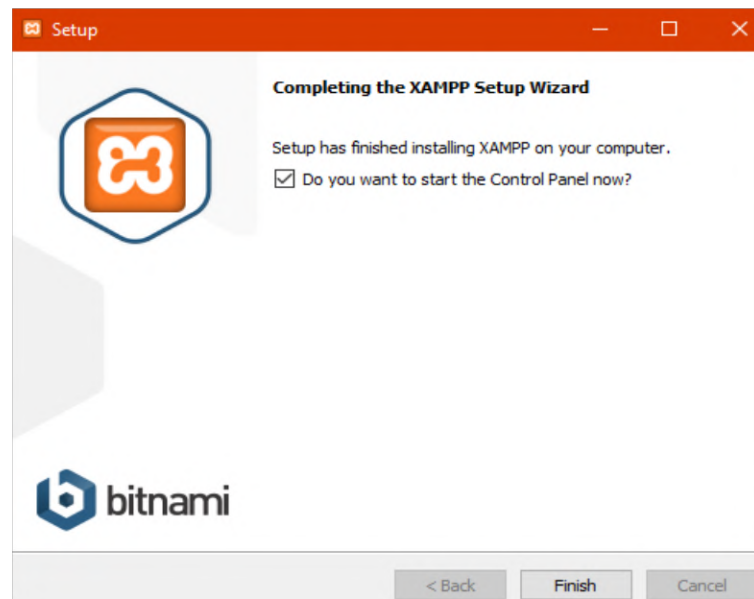 Setup
Completing the XAMPP Setup Wizard
Setup has finished installing XAMPP on your computer.
Do you want to start the Control Panel now?
bitnami
< Back
Finish
Cancel